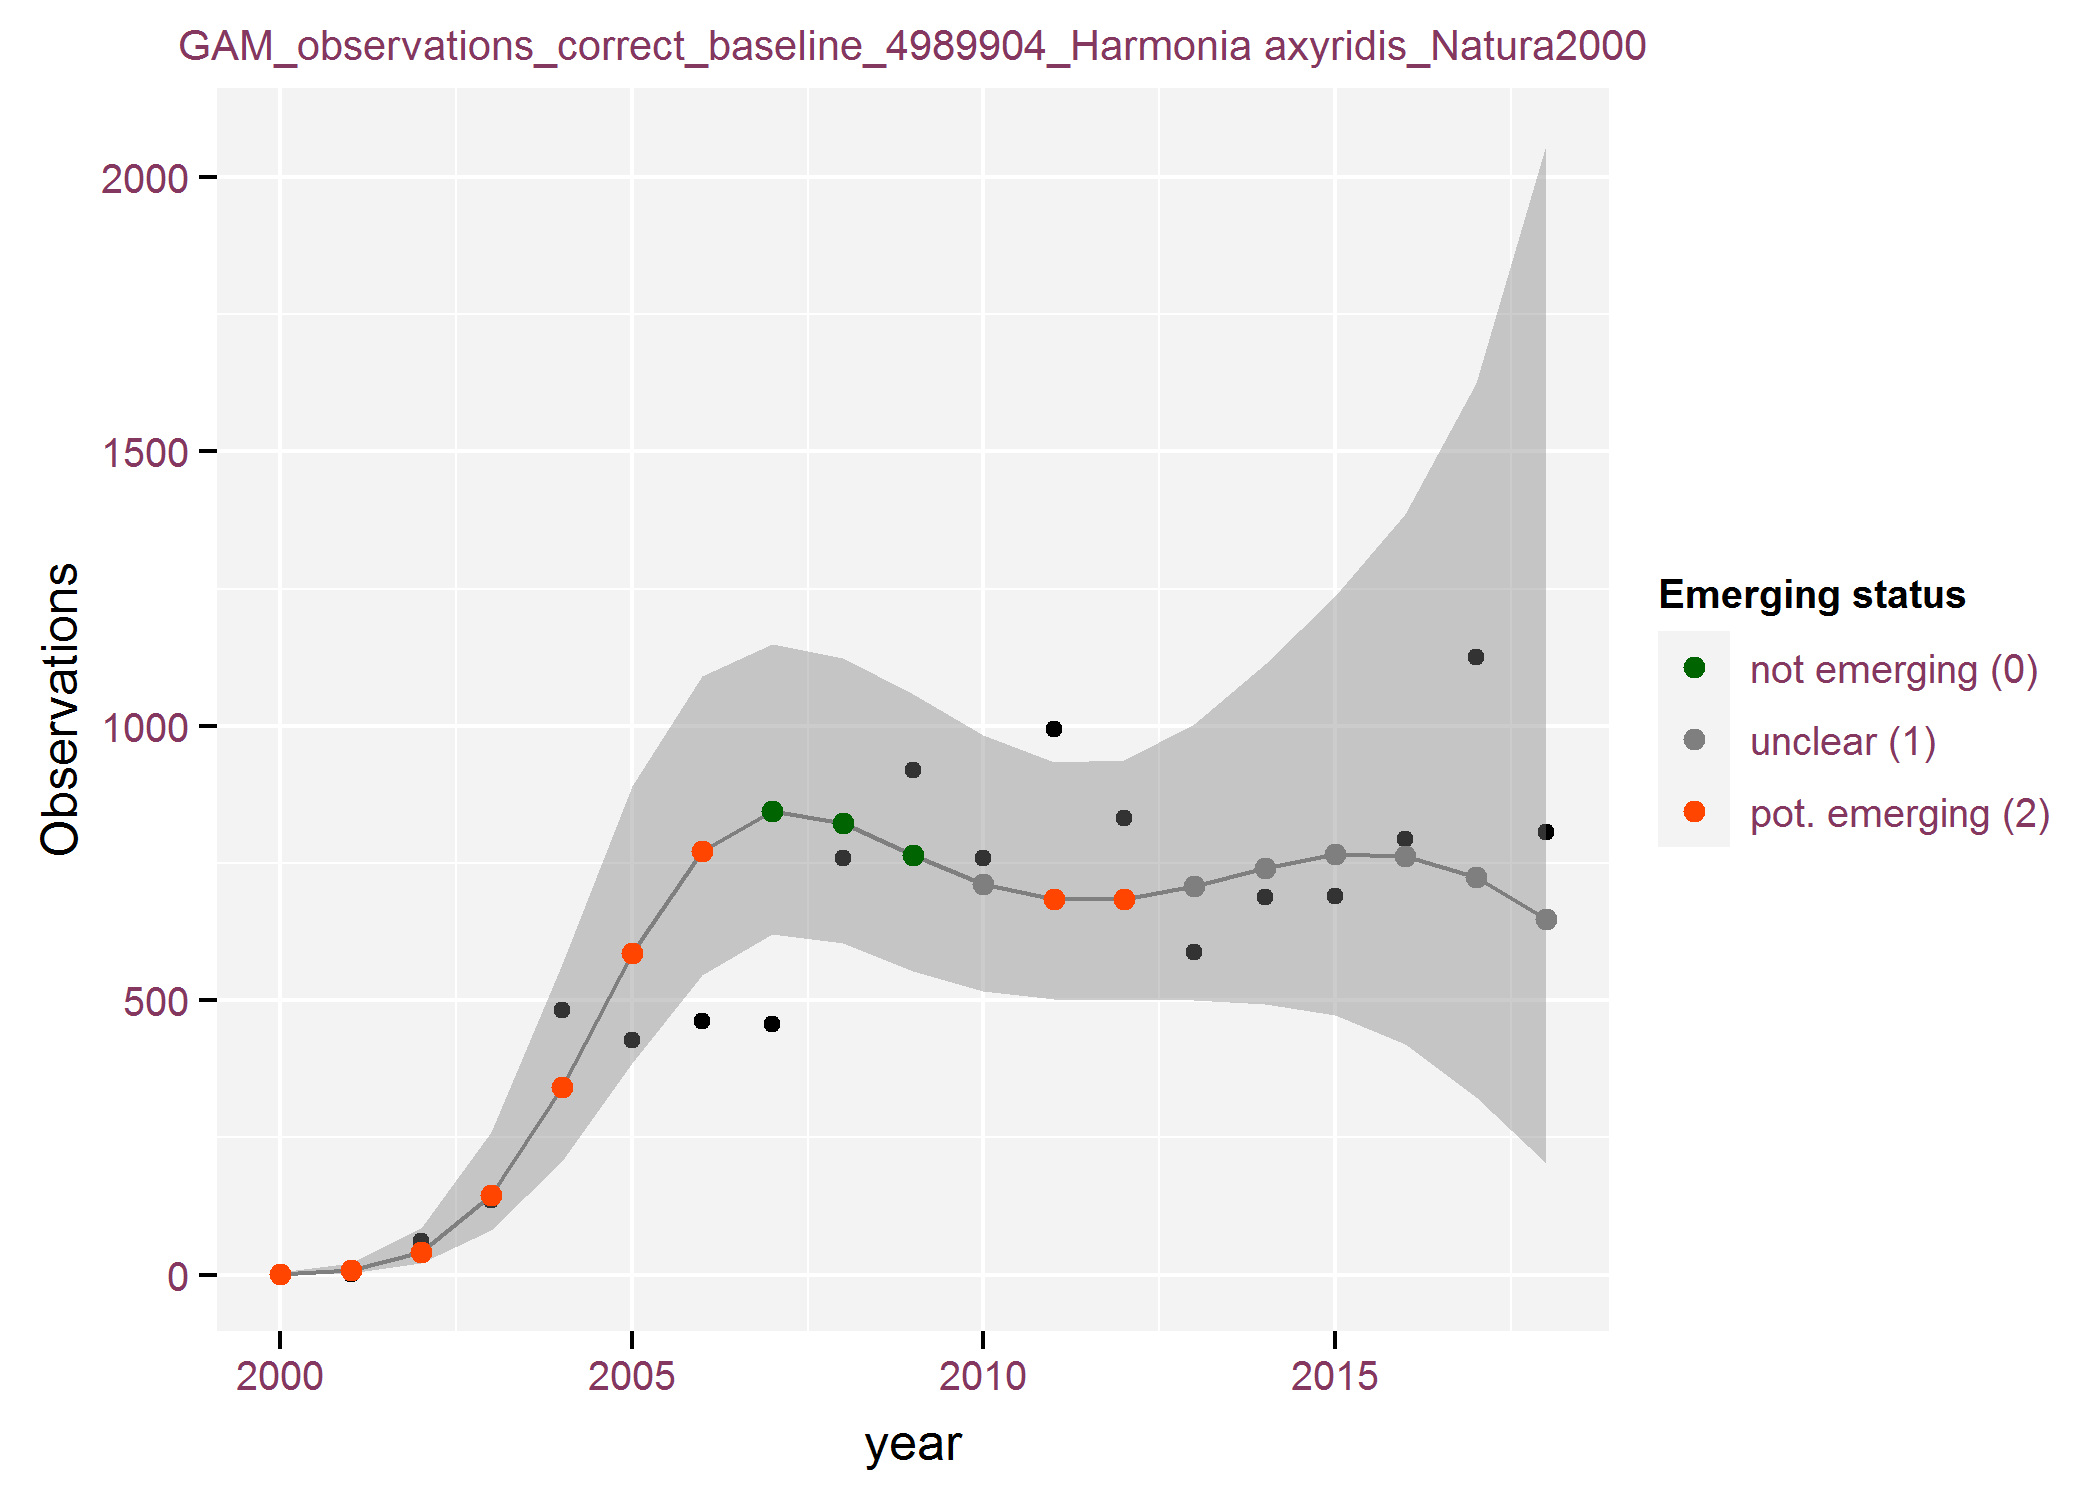 GAM_observations_correct_baseline_4989904_Harmonia axyridis_Natura2000
Observations
2000
1500
1000
500
0
2000 2005 2010 2015
year
Emerging status
not emerging (0)
unclear (1)
pot. emerging (2)